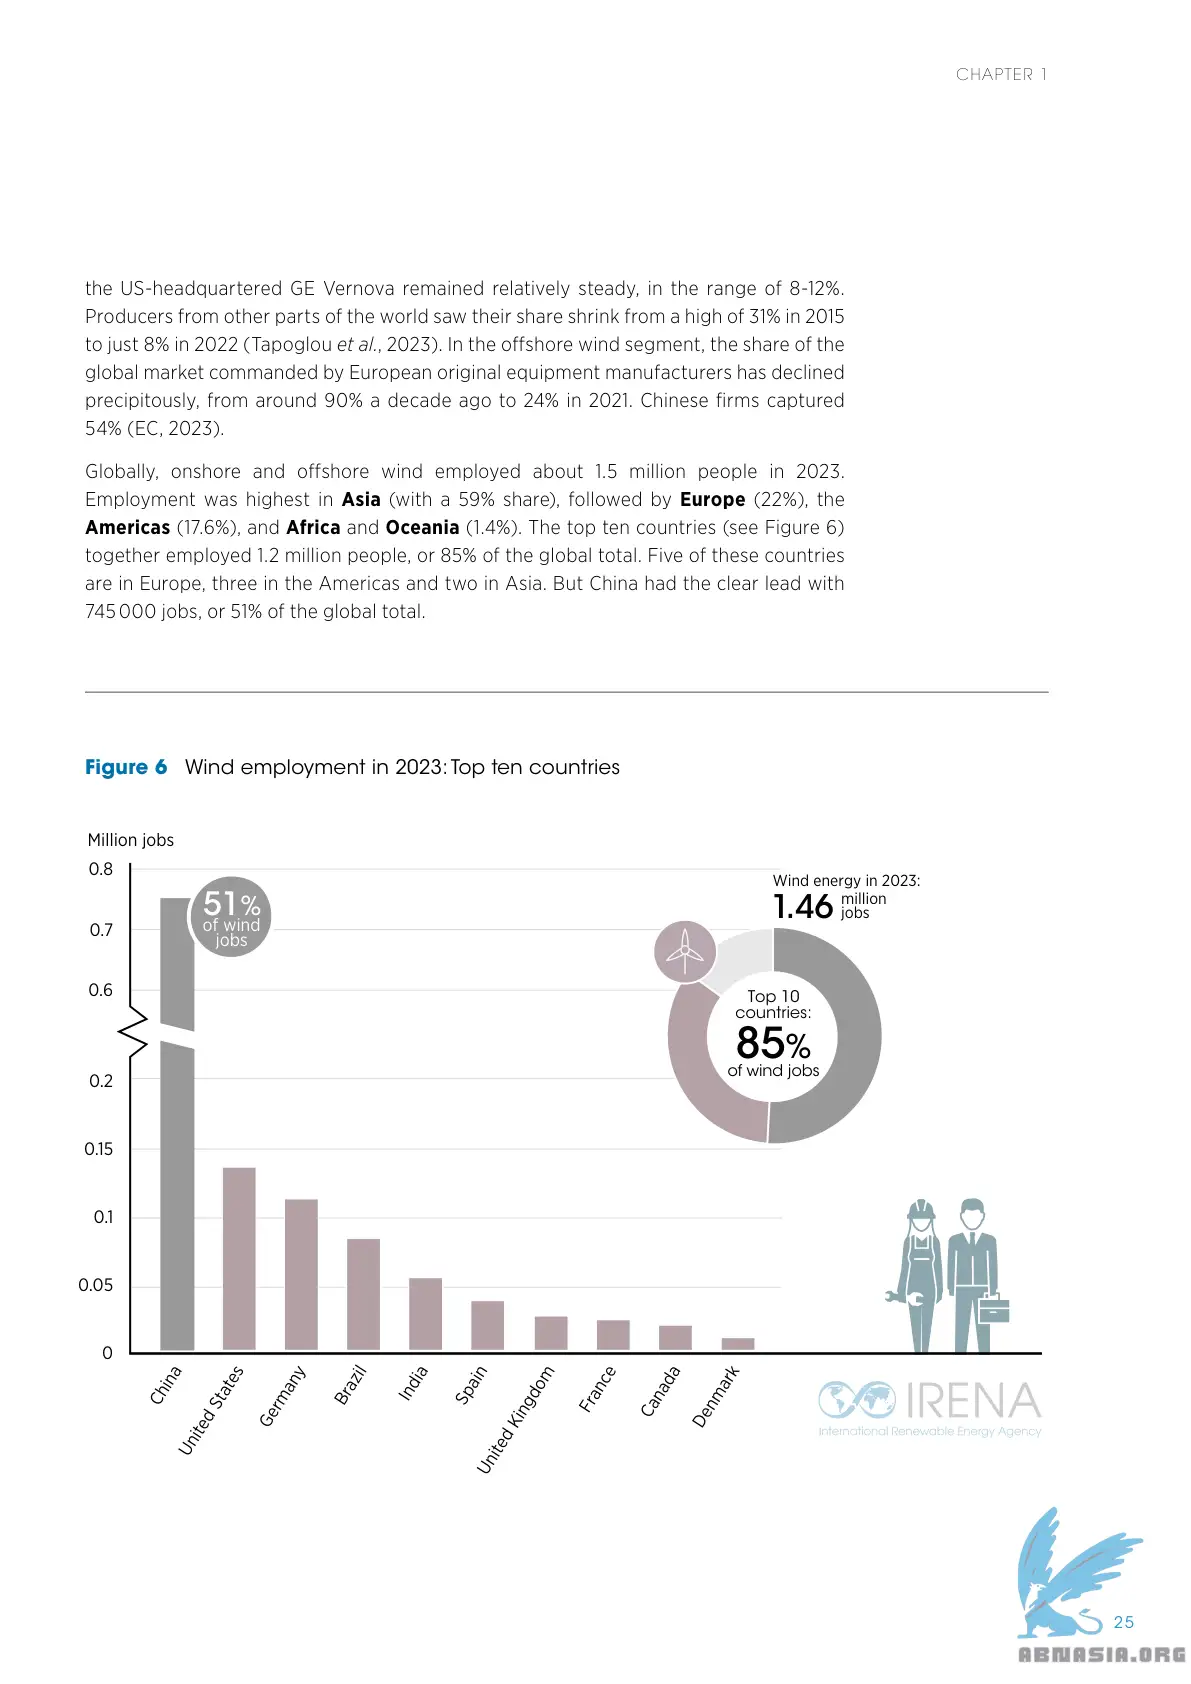 CHAPTER 1
the US-headquartered GE Vernova remained relatively steady, in the range of 8-12%.
Producers from other parts of the world saw their share shrink from a high of 31% in 2015
to just 8% in 2022 (Tapoglou et al., 2023). In the offshore wind segment, the share of the
global market commanded by European original equipment manufacturers has declined
precipitously, from around 90% a decade ago to 24% in 2021. Chinese firms captured
54% (EC, 2023).
Globally, onshore and offshore wind employed about 1.5 million people in 2023.
Employment was highest in Asia (with a 59% share), followed by Europe (22%), the
Americas (17.6%), and Africa and Oceania (1.4%). The top ten countries (see Figure 6)
together employed 1.2 million people, or 85% of the global total. Five of these countries
are in Europe, three in the Americas and two in Asia. But China had the clear lead with
745 000 jobs, or 51% of the global total.
Figure 6 Wind employment in 2023: Top ten countries
Million jobs
0.8
0.7
0.6
0.2
0.15
0.1
0.05
0
51%
of wind
jobs
Wind energy in 2023:
1.46 million
jobs
Top 10
countries:
85%
of wind jobs
China
United States
Germany
Brazil
India
Spain
United Kingdom
France
Canada
Denmark
IRENA
International Renewable Energy Agency
25
ABNASIA.ORG